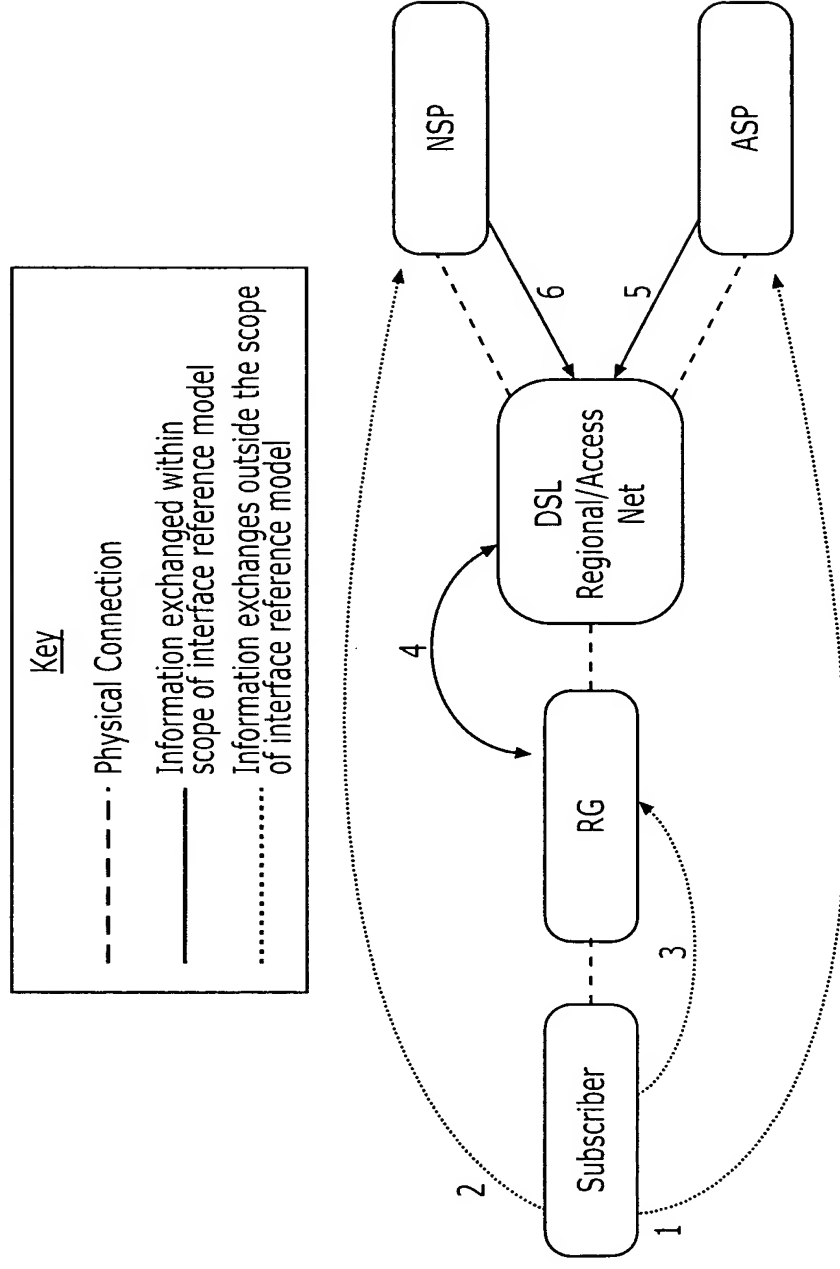 Key
Physical Connection
Information exchanged within
scope of interface reference model
Information exchanges outside the scope
of interface reference model
NSP
ASP
6
5
DSL
Regional/Access
Net
4
RG
3
Subscriber
2
1